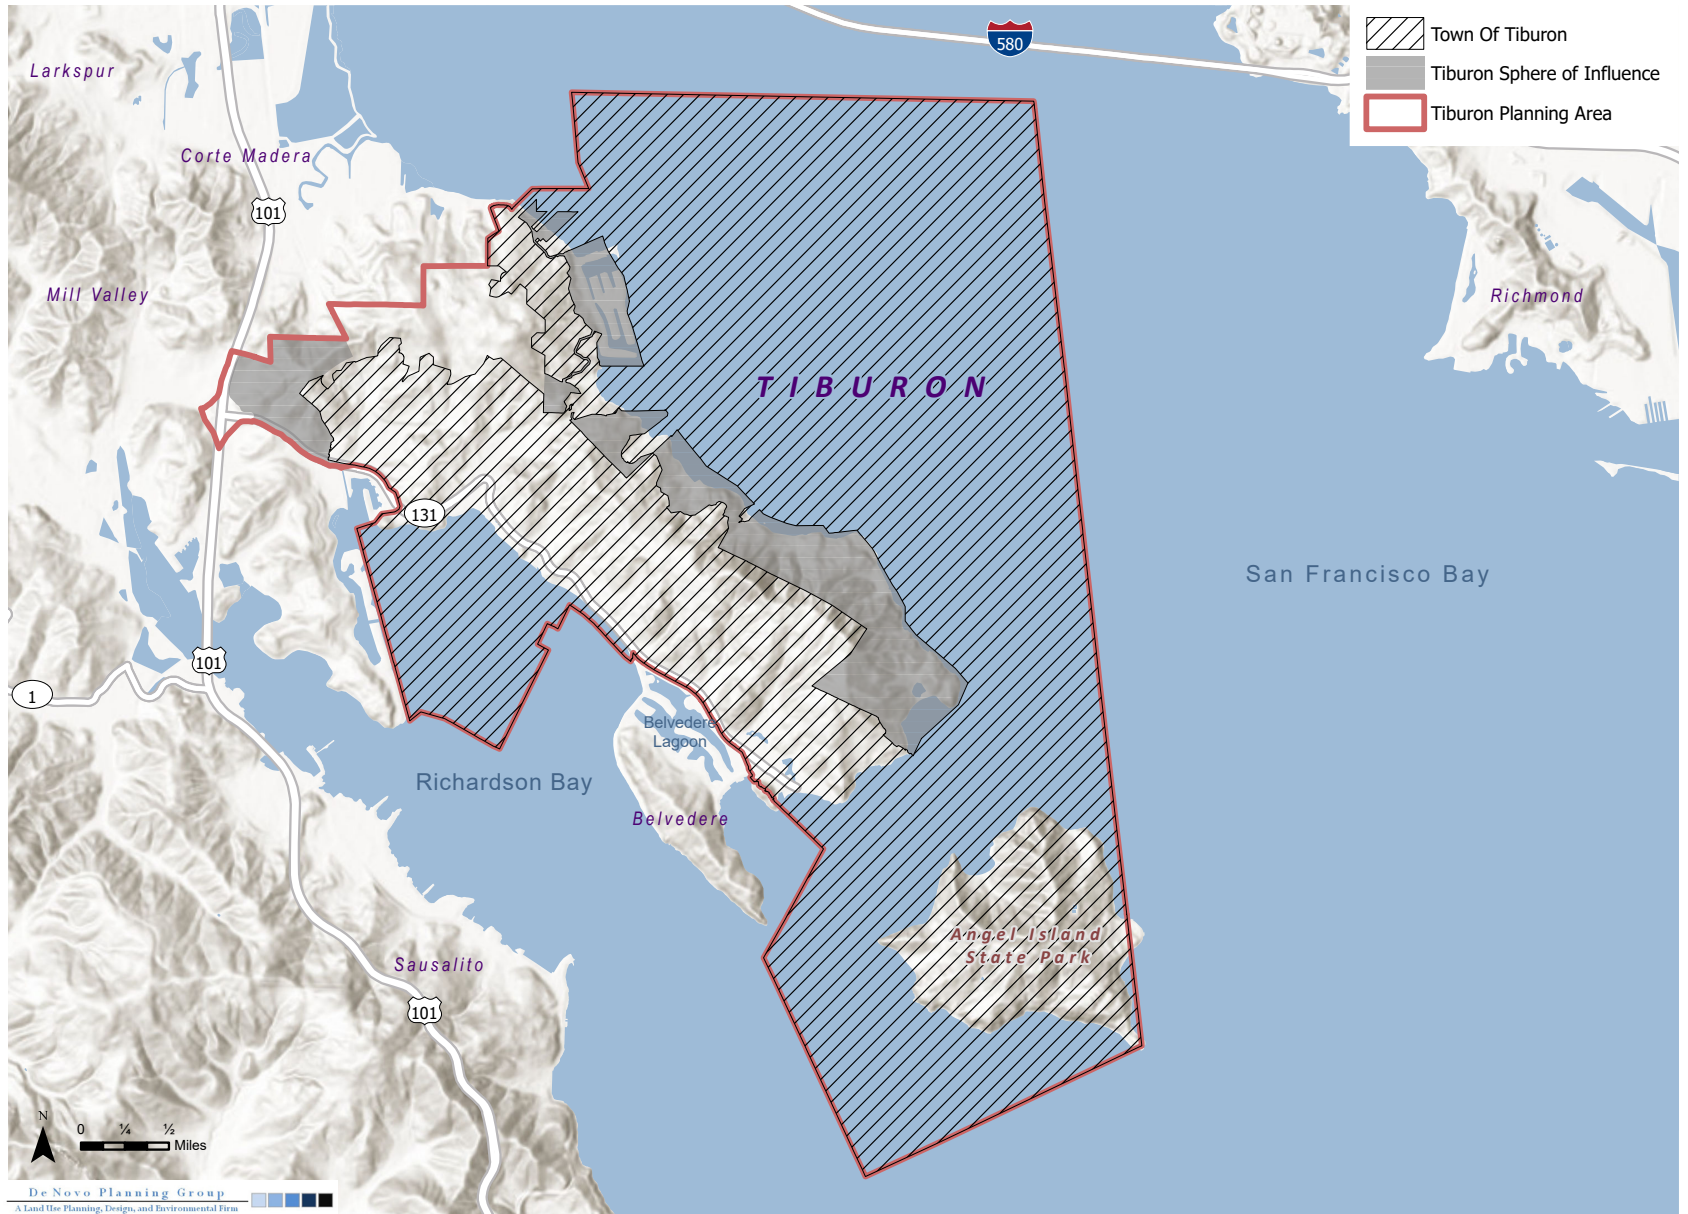 580
Town Of Tiburon
Tiburon Sphere of Influence
Tiburon Planning Area
Larkspur
Corte Madera
101
Mill Valley
Richmond
TIBURON
131
San Francisco Bay
101
1
Belvedere
Lagoon
Richardson Bay
Belvedere
Angel Island
State Park
Sausalito
101
N
0 ¼ ½
Miles
De Novo Planning Group
A Land Use Planning, Design, and Environmental Firm